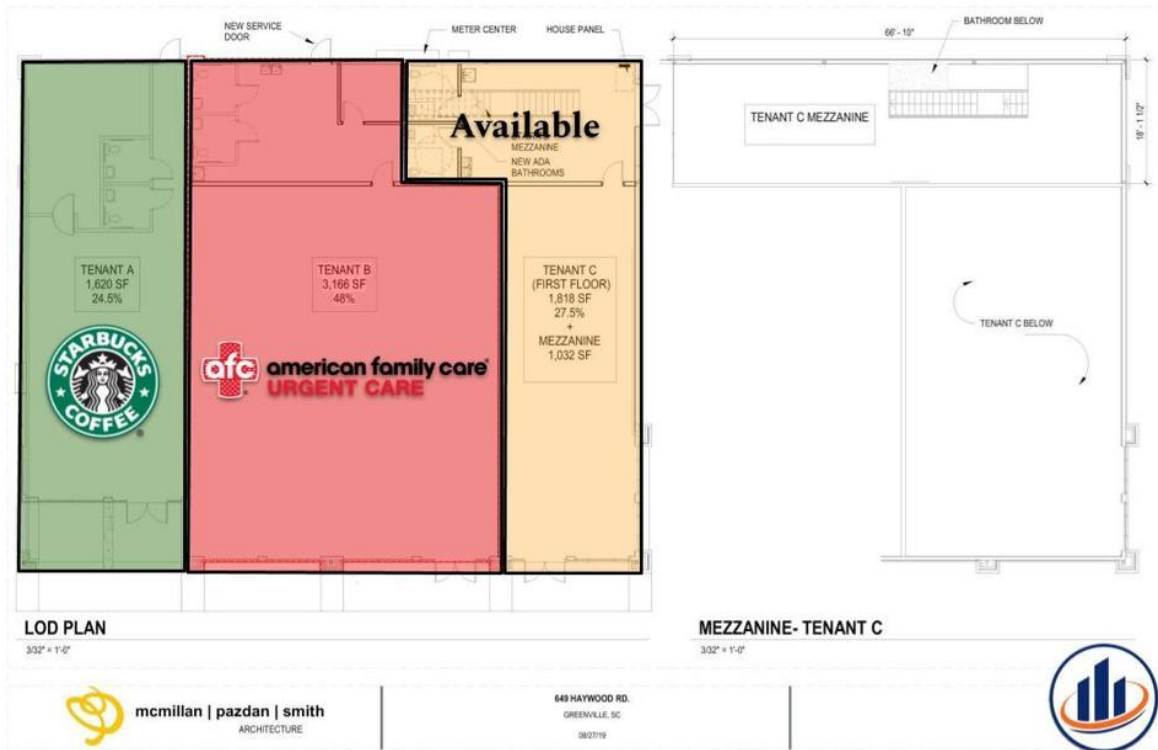 NEW SERVICE
DOOR
METER CENTER
HOUSE PANEL
BATHROOM BELOW
66' - 10"
18' - 1 1/2"
Available
MEZZANINE
NEW ADA
BATHROOMS
TENANT C MEZZANINE
TENANT A
1,620 SF
24.5%
TENANT B
3,166 SF
48%
TENANT C
(FIRST FLOOR)
1,818 SF
27.5%
+
MEZZANINE
1,032 SF
TENANT C BELOW
STARBUCKS
COFFEE
afc american family care
URGENT CARE
LOD PLAN
3/32" = 1'-0"
MEZZANINE- TENANT C
3/32" = 1'-0"
mcmillan | pazdan | smith
ARCHITECTURE
649 HAYWOOD RD.
GREENVILLE, SC
08/27/19